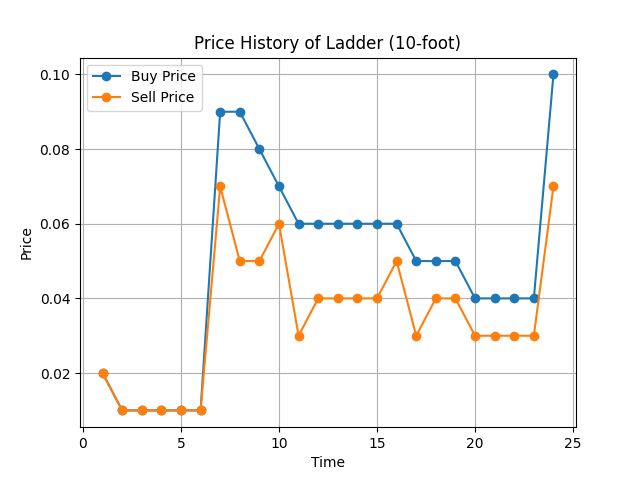 Price History of Ladder (10-foot)
Buy Price
Sell Price
0.10
0.08
0.06
0.04
0.02
Price
0 5 10 15 20 25
Time